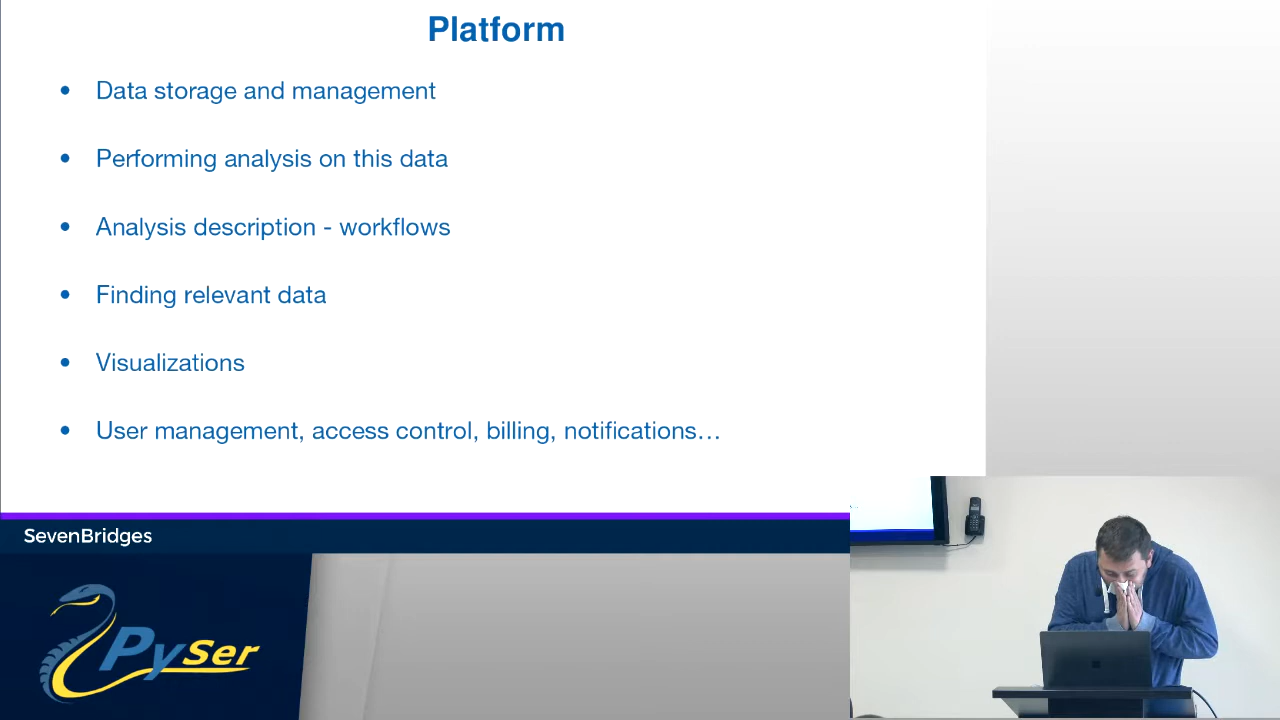 Platform
• Data storage and management
• Performing analysis on this data
• Analysis description - workflows
• Finding relevant data
• Visualizations
• User management, access control, billing, notifications…
SevenBridges
PySer